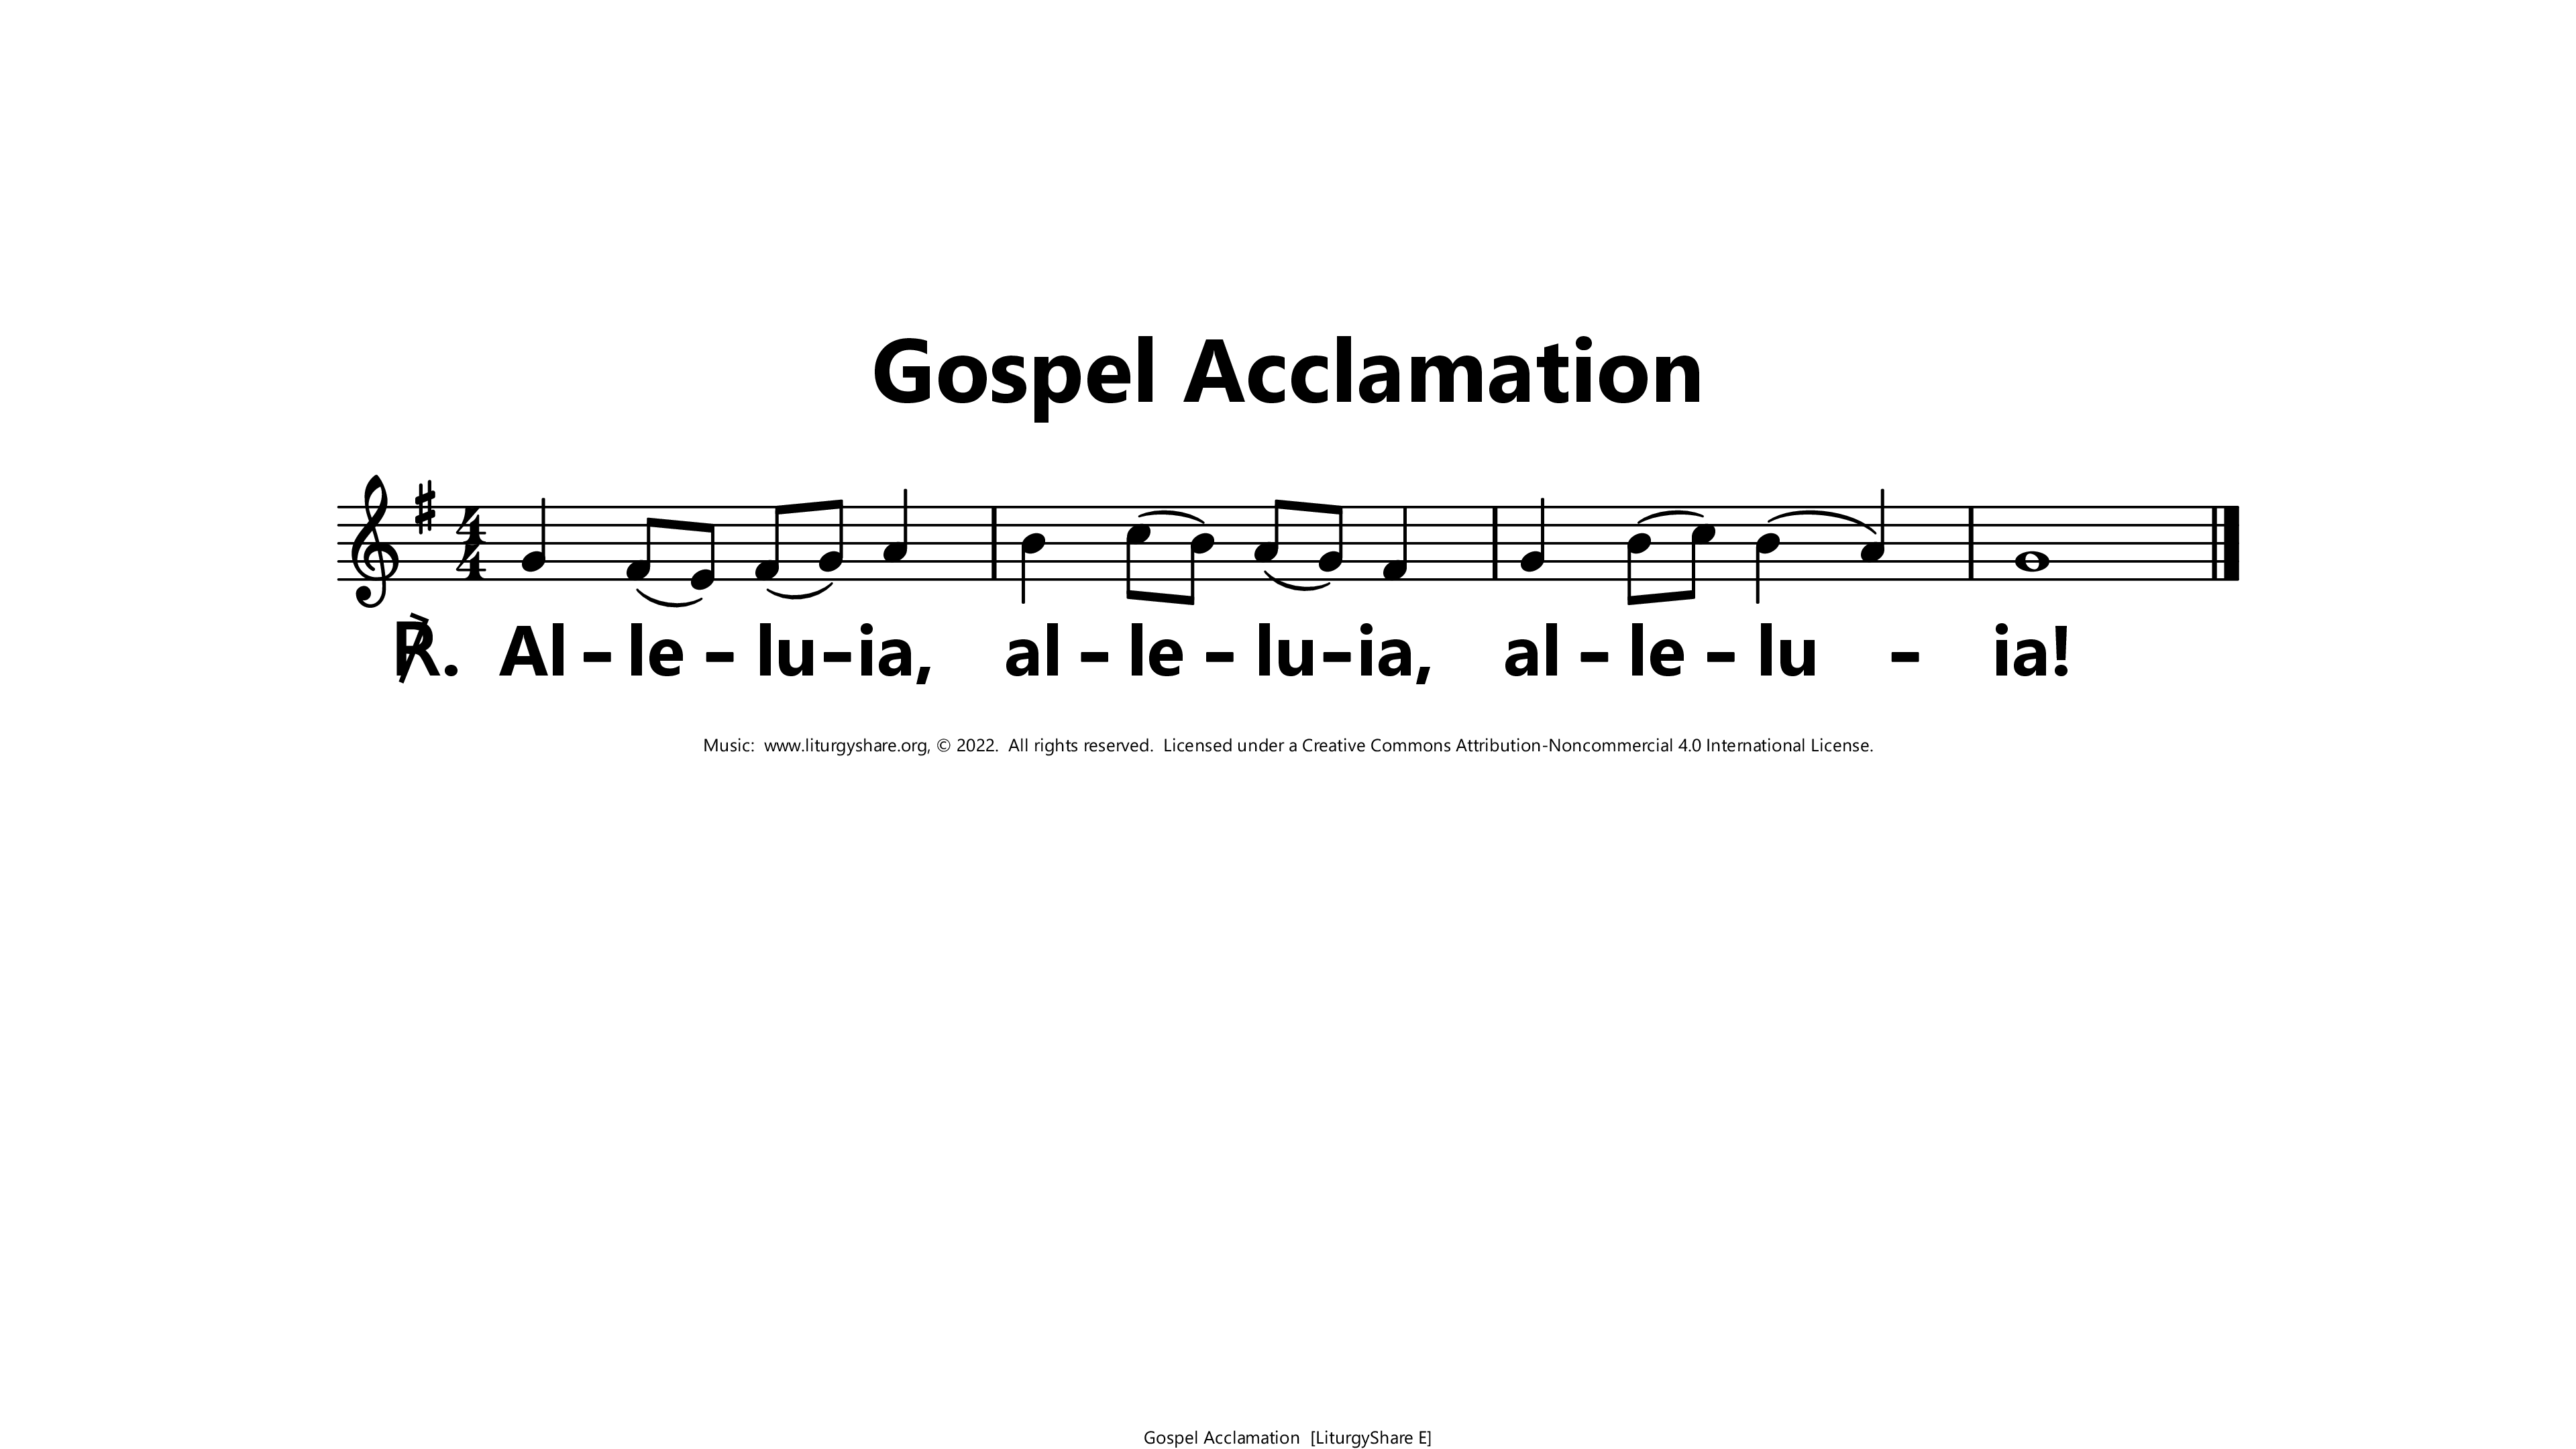 Gospel Acclamation
℟. Al – le – lu – ia, al – le – lu – ia, al – le – lu – ia!
Music: www.liturgyshare.org, © 2022. All rights reserved. Licensed under a Creative Commons Attribution-Noncommercial 4.0 International License.
Gospel Acclamation [LiturgyShare E]